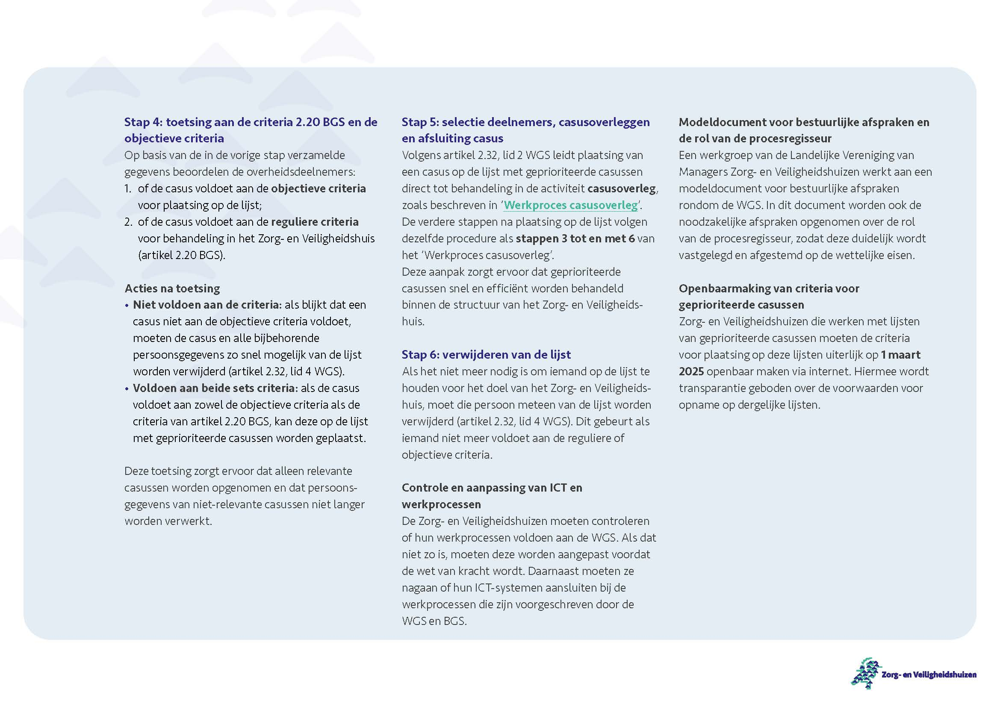 Stap 4: toetsing aan de criteria 2.20 BGS en de
objectieve criteria
Op basis van de in de vorige stap verzamelde
gegevens beoordelen de overheidsdeelnemers:
1. of de casus voldoet aan de objectieve criteria
voor plaatsing op de lijst;
2. of de casus voldoet aan de reguliere criteria
voor behandeling in het Zorg- en Veiligheidshuis
(artikel 2.20 BGS).
Acties na toetsing
• Niet voldoen aan de criteria: als blijkt dat een
casus niet aan de objectieve criteria voldoet,
moeten de casus en alle bijbehorende
persoonsgegevens zo snel mogelijk van de lijst
worden verwijderd (artikel 2.32, lid 4 WGS).
• Voldoen aan beide sets criteria: als de casus
voldoet aan zowel de objectieve criteria als de
criteria van artikel 2.20 BGS, kan deze op de lijst
met geprioriteerde casussen worden geplaatst.
Deze toetsing zorgt ervoor dat alleen relevante
casussen worden opgenomen en dat persoons-
gegevens van niet-relevante casussen niet langer
worden verwerkt.
Stap 5: selectie deelnemers, casusoverleggen
en afsluiting casus
Volgens artikel 2.32, lid 2 WGS leidt plaatsing van
een casus op de lijst met geprioriteerde casussen
direct tot behandeling in de activiteit casusoverleg,
zoals beschreven in ‘Werkproces casusoverleg’.
De verdere stappen na plaatsing op de lijst volgen
dezelfde procedure als stappen 3 tot en met 6 van
het ‘Werkproces casusoverleg’.
Deze aanpak zorgt ervoor dat geprioriteerde
casussen snel en efficiënt worden behandeld
binnen de structuur van het Zorg- en Veiligheids-
huis.
Stap 6: verwijderen van de lijst
Als het niet meer nodig is om iemand op de lijst te
houden voor het doel van het Zorg- en Veiligheids-
huis, moet die persoon meteen van de lijst worden
verwijderd (artikel 2.32, lid 4 WGS). Dit gebeurt als
iemand niet meer voldoet aan de reguliere of
objectieve criteria.
Controle en aanpassing van ICT en
werkprocessen
De Zorg- en Veiligheidshuizen moeten controleren
of hun werkprocessen voldoen aan de WGS. Als dat
niet zo is, moeten deze worden aangepast voordat
de wet van kracht wordt. Daarnaast moeten ze
nagaan of hun ICT-systemen aansluiten bij de
werkprocessen die zijn voorgeschreven door de
WGS en BGS.
Modeldocument voor bestuurlijke afspraken en
de rol van de procesregisseur
Een werkgroep van de Landelijke Vereniging van
Managers Zorg- en Veiligheidshuizen werkt aan een
modeldocument voor bestuurlijke afspraken
rondom de WGS. In dit document worden ook de
noodzakelijke afspraken opgenomen over de rol
van de procesregisseur, zodat deze duidelijk wordt
vastgelegd en afgestemd op de wettelijke eisen.
Openbaarmaking van criteria voor
geprioriteerde casussen
Zorg- en Veiligheidshuizen die werken met lijsten
van geprioriteerde casussen moeten de criteria
voor plaatsing op deze lijsten uiterlijk op 1 maart
2025 openbaar maken via internet. Hiermee wordt
transparantie geboden over de voorwaarden voor
opname op dergelijke lijsten.
Zorg- en Veiligheidshuizen